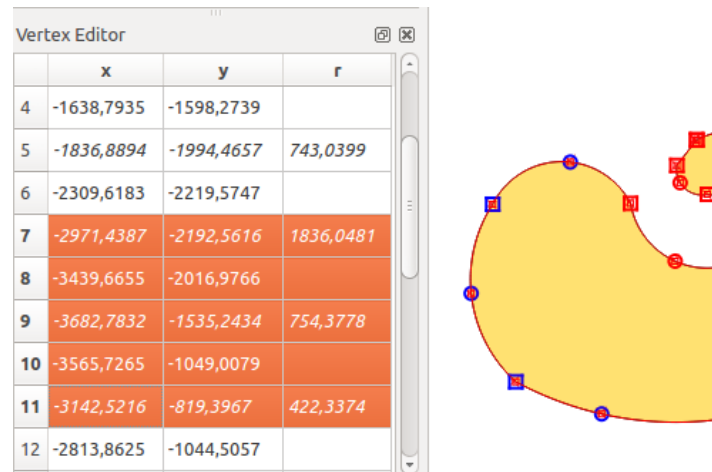 Vertex Editor
x y r
4 -1638,7935 -1598,2739
5 -1836,8894 -1994,4657 743,0399
6 -2309,6183 -2219,5747
7 -2971,4387 -2192,5616 1836,0481
8 -3439,6655 -2016,9766
9 -3682,7832 -1535,2434 754,3778
10 -3565,7265 -1049,0079
11 -3142,5216 -819,3967 422,3374
12 -2813,8625 -1044,5057